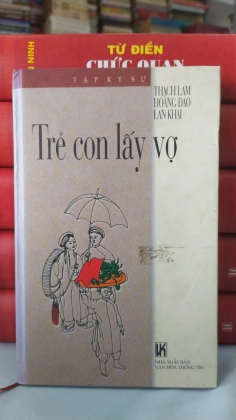 TỪ ĐIỂN
CHỨC QUAN
TẬP KÝ SỰ
THẠCH LAM
HOÀNG ĐẠO
LAN KHAI
Trẻ con lấy vợ
NHÀ XUẤT BẢN
VĂN HÓA THÔNG TIN